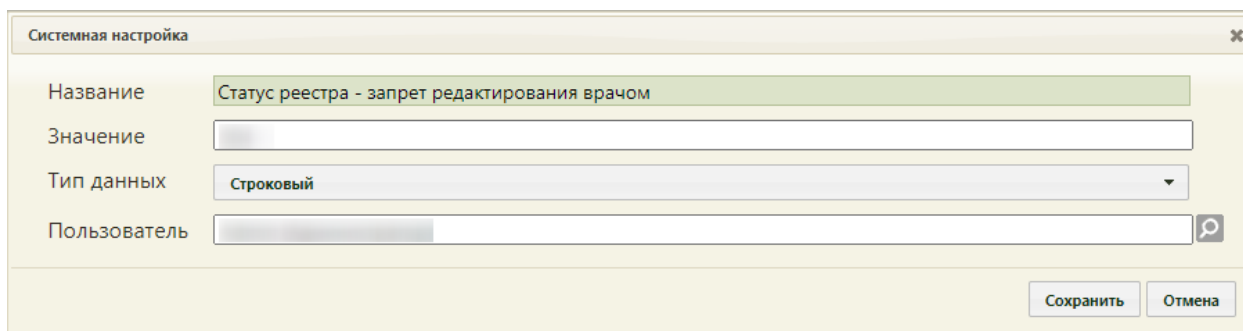 Системная настройка
Название Статус реестра - запрет редактирования врачом
Значение
Тип данных Строковый
Пользователь
Сохранить Отмена